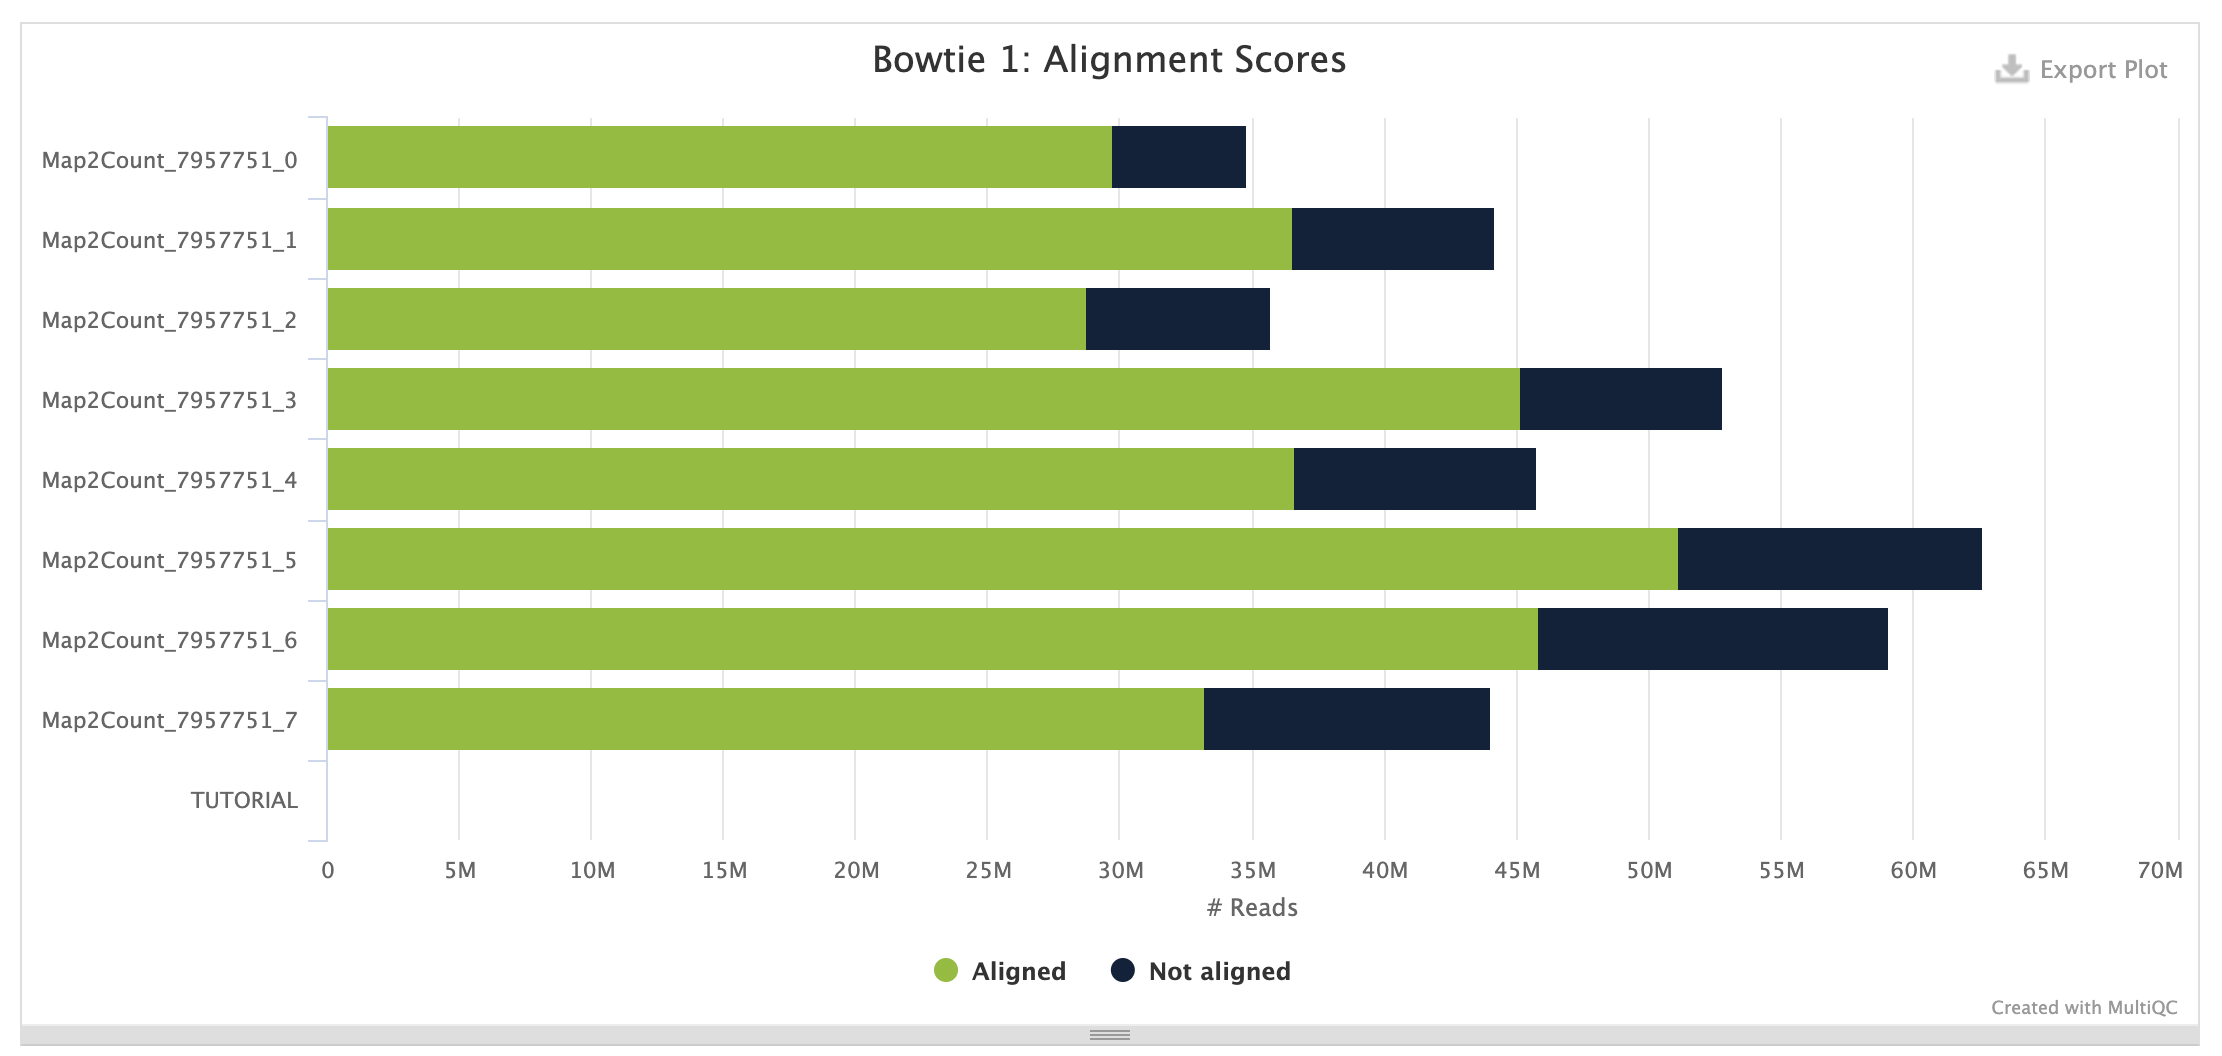 Bowtie 1: Alignment Scores
Export Plot
Map2Count_7957751_0
Map2Count_7957751_1
Map2Count_7957751_2
Map2Count_7957751_3
Map2Count_7957751_4
Map2Count_7957751_5
Map2Count_7957751_6
Map2Count_7957751_7
TUTORIAL
0 5M 10M 15M 20M 25M 30M 35M 40M 45M 50M 55M 60M 65M 70M
# Reads
Aligned Not aligned
Created with MultiQC